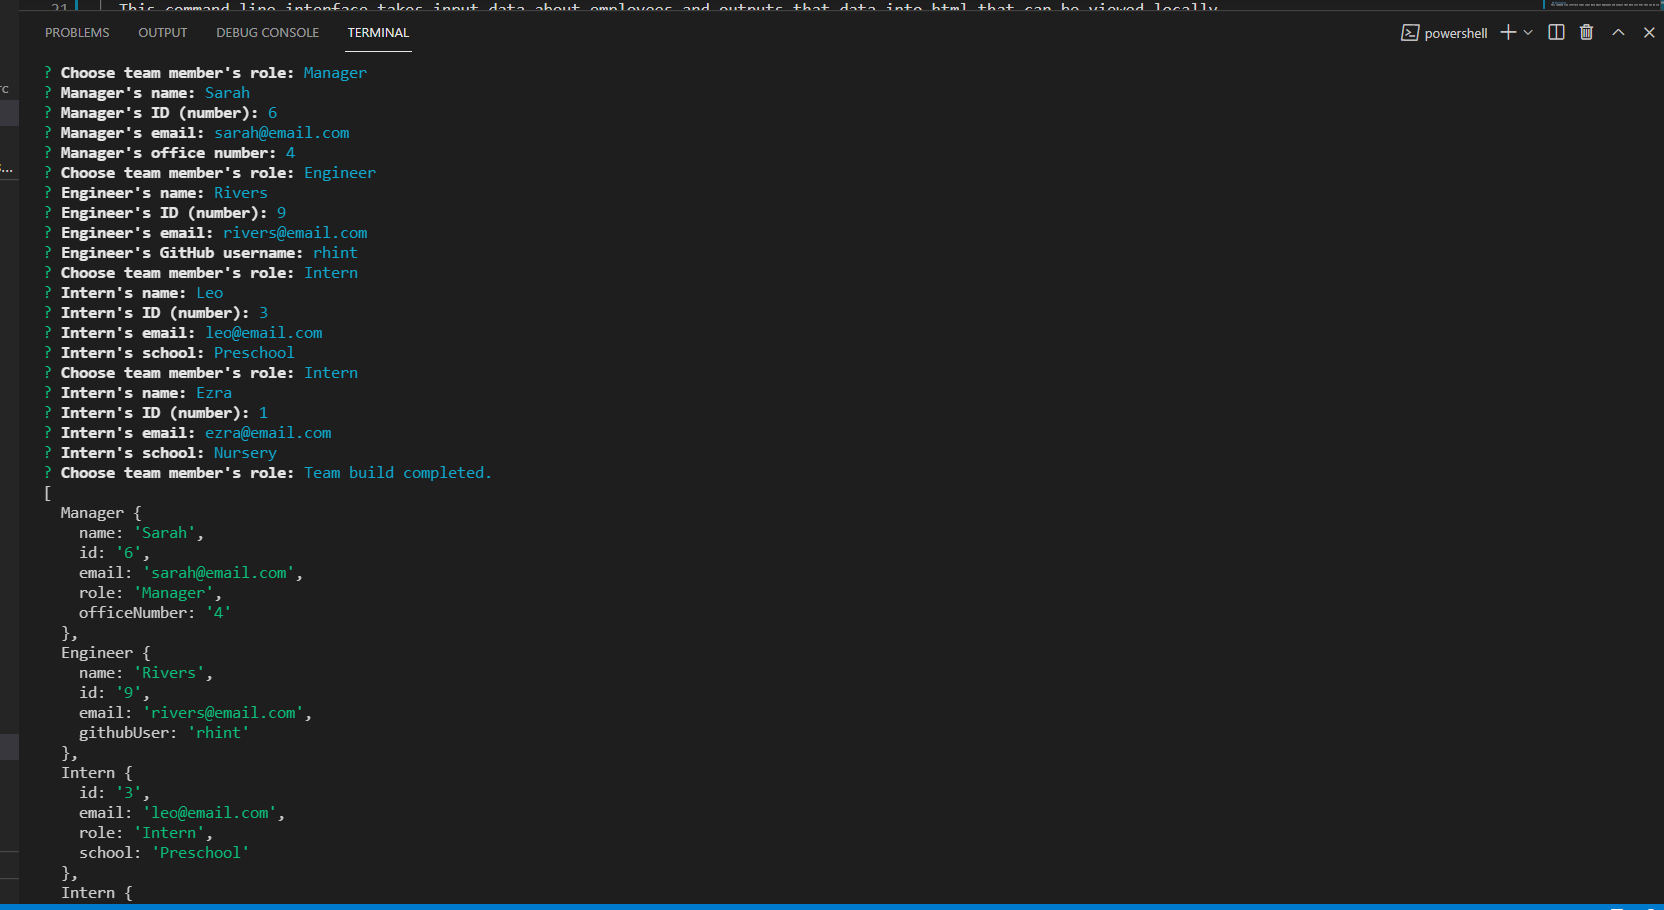 21 This command line interface takes input data about employees and outputs that data into html that can be viewed locally
PROBLEMS OUTPUT DEBUG CONSOLE TERMINAL powershell
rc
...
? Choose team member's role: Manager
? Manager's name: Sarah
? Manager's ID (number): 6
? Manager's email: sarah@email.com
? Manager's office number: 4
? Choose team member's role: Engineer
? Engineer's name: Rivers
? Engineer's ID (number): 9
? Engineer's email: rivers@email.com
? Engineer's GitHub username: rhint
? Choose team member's role: Intern
? Intern's name: Leo
? Intern's ID (number): 3
? Intern's email: leo@email.com
? Intern's school: Preschool
? Choose team member's role: Intern
? Intern's name: Ezra
? Intern's ID (number): 1
? Intern's email: ezra@email.com
? Intern's school: Nursery
? Choose team member's role: Team build completed.
[
  Manager {
    name: 'Sarah',
    id: '6',
    email: 'sarah@email.com',
    role: 'Manager',
    officeNumber: '4'
  },
  Engineer {
    name: 'Rivers',
    id: '9',
    email: 'rivers@email.com',
    githubUser: 'rhint'
  },
  Intern {
    id: '3',
    email: 'leo@email.com',
    role: 'Intern',
    school: 'Preschool'
  },
  Intern {